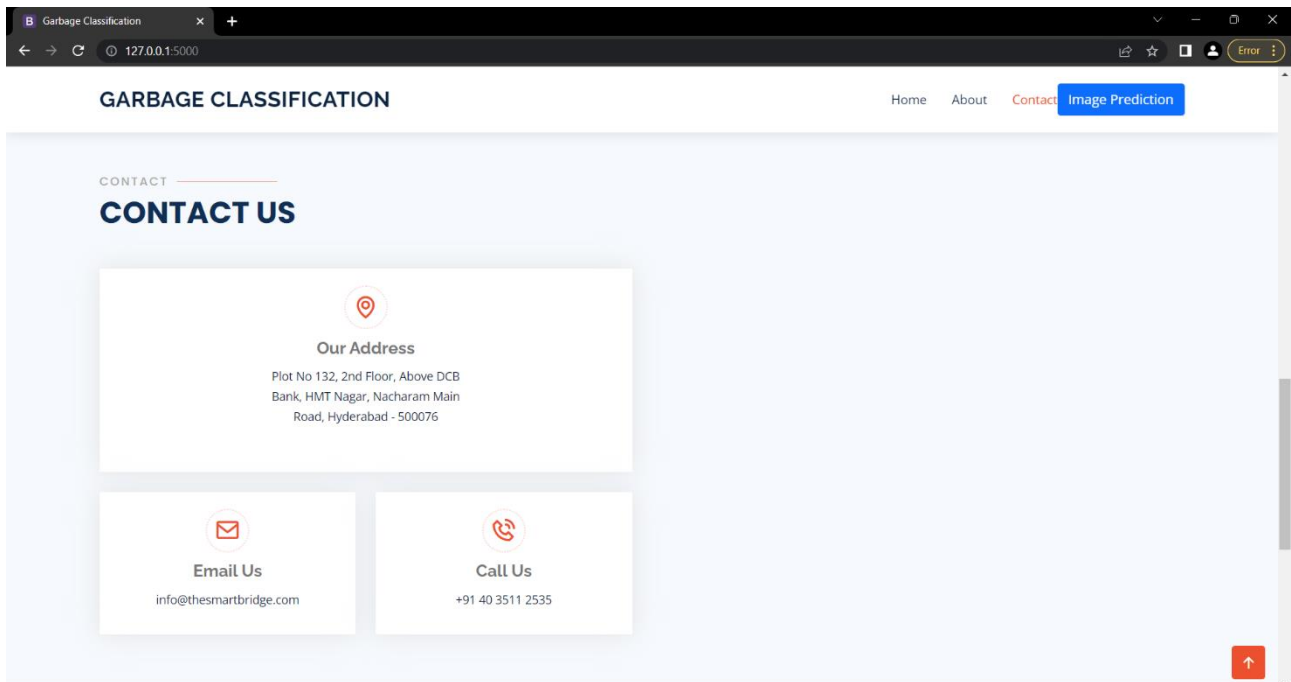 B Garbage Classification
127.0.0.1:5000
Error
GARBAGE CLASSIFICATION
Home About Contact Image Prediction
CONTACT
CONTACT US
Our Address
Plot No 132, 2nd Floor, Above DCB
Bank, HMT Nagar, Nacharam Main
Road, Hyderabad - 500076
Email Us
info@thesmartbridge.com
Call Us
+91 40 3511 2535